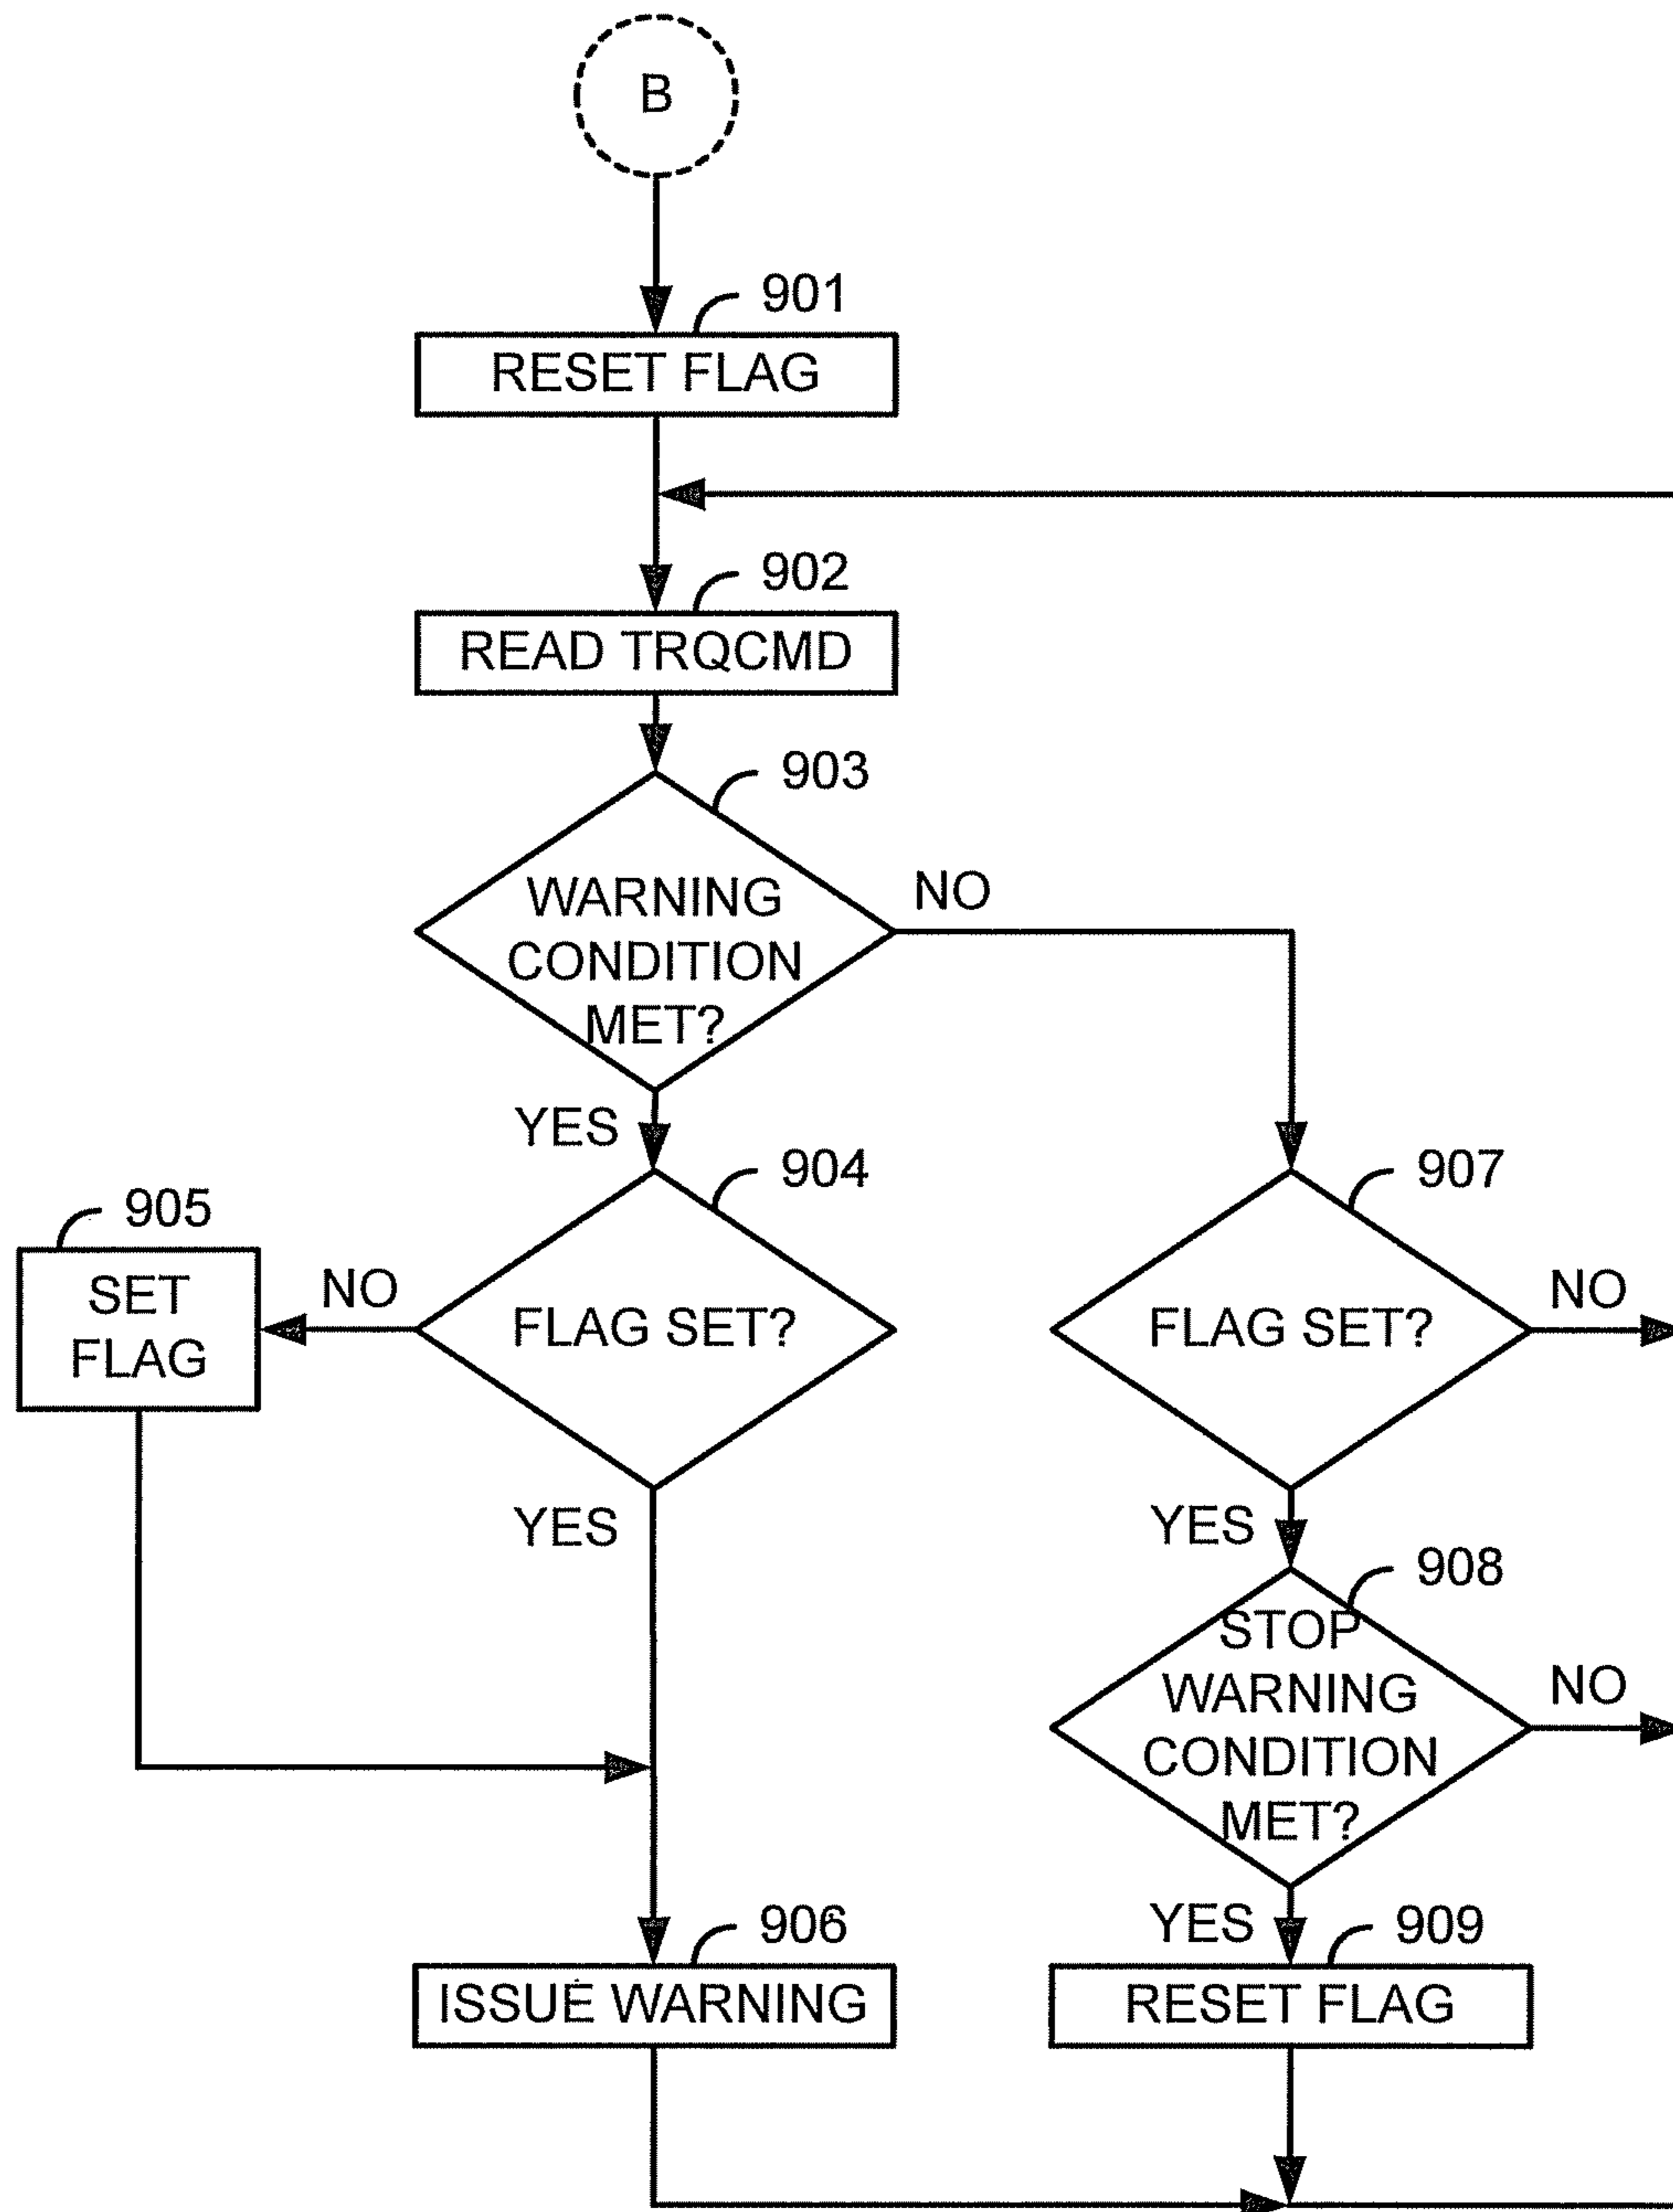 B
901
RESET FLAG
902
READ TRQCMD
903
WARNING
CONDITION
MET?
NO
YES
904
FLAG SET?
NO
905
SET
FLAG
YES
907
FLAG SET?
NO
YES
908
STOP
WARNING
CONDITION
MET?
NO
YES
906
ISSUE WARNING
909
RESET FLAG